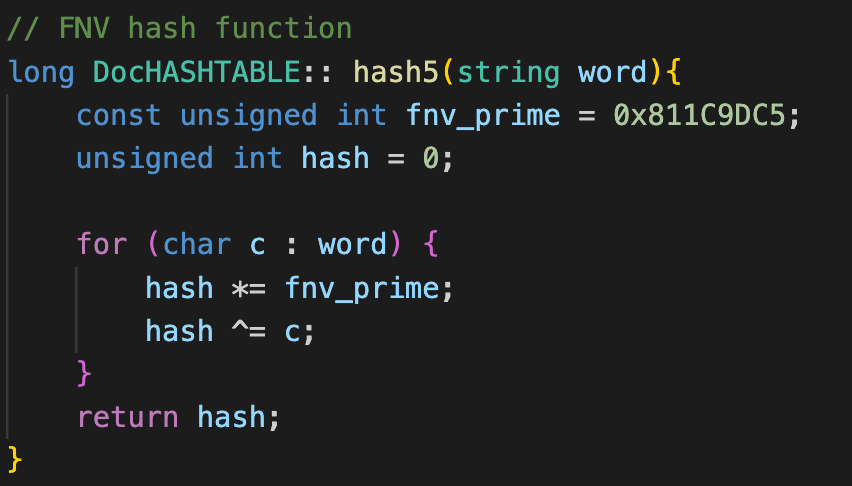 // FNV hash function
long DocHASHTABLE:: hash5(string word){
    const unsigned int fnv_prime = 0x811C9DC5;
    unsigned int hash = 0;

    for (char c : word) {
        hash *= fnv_prime;
        hash ^= c;
    }
    return hash;
}